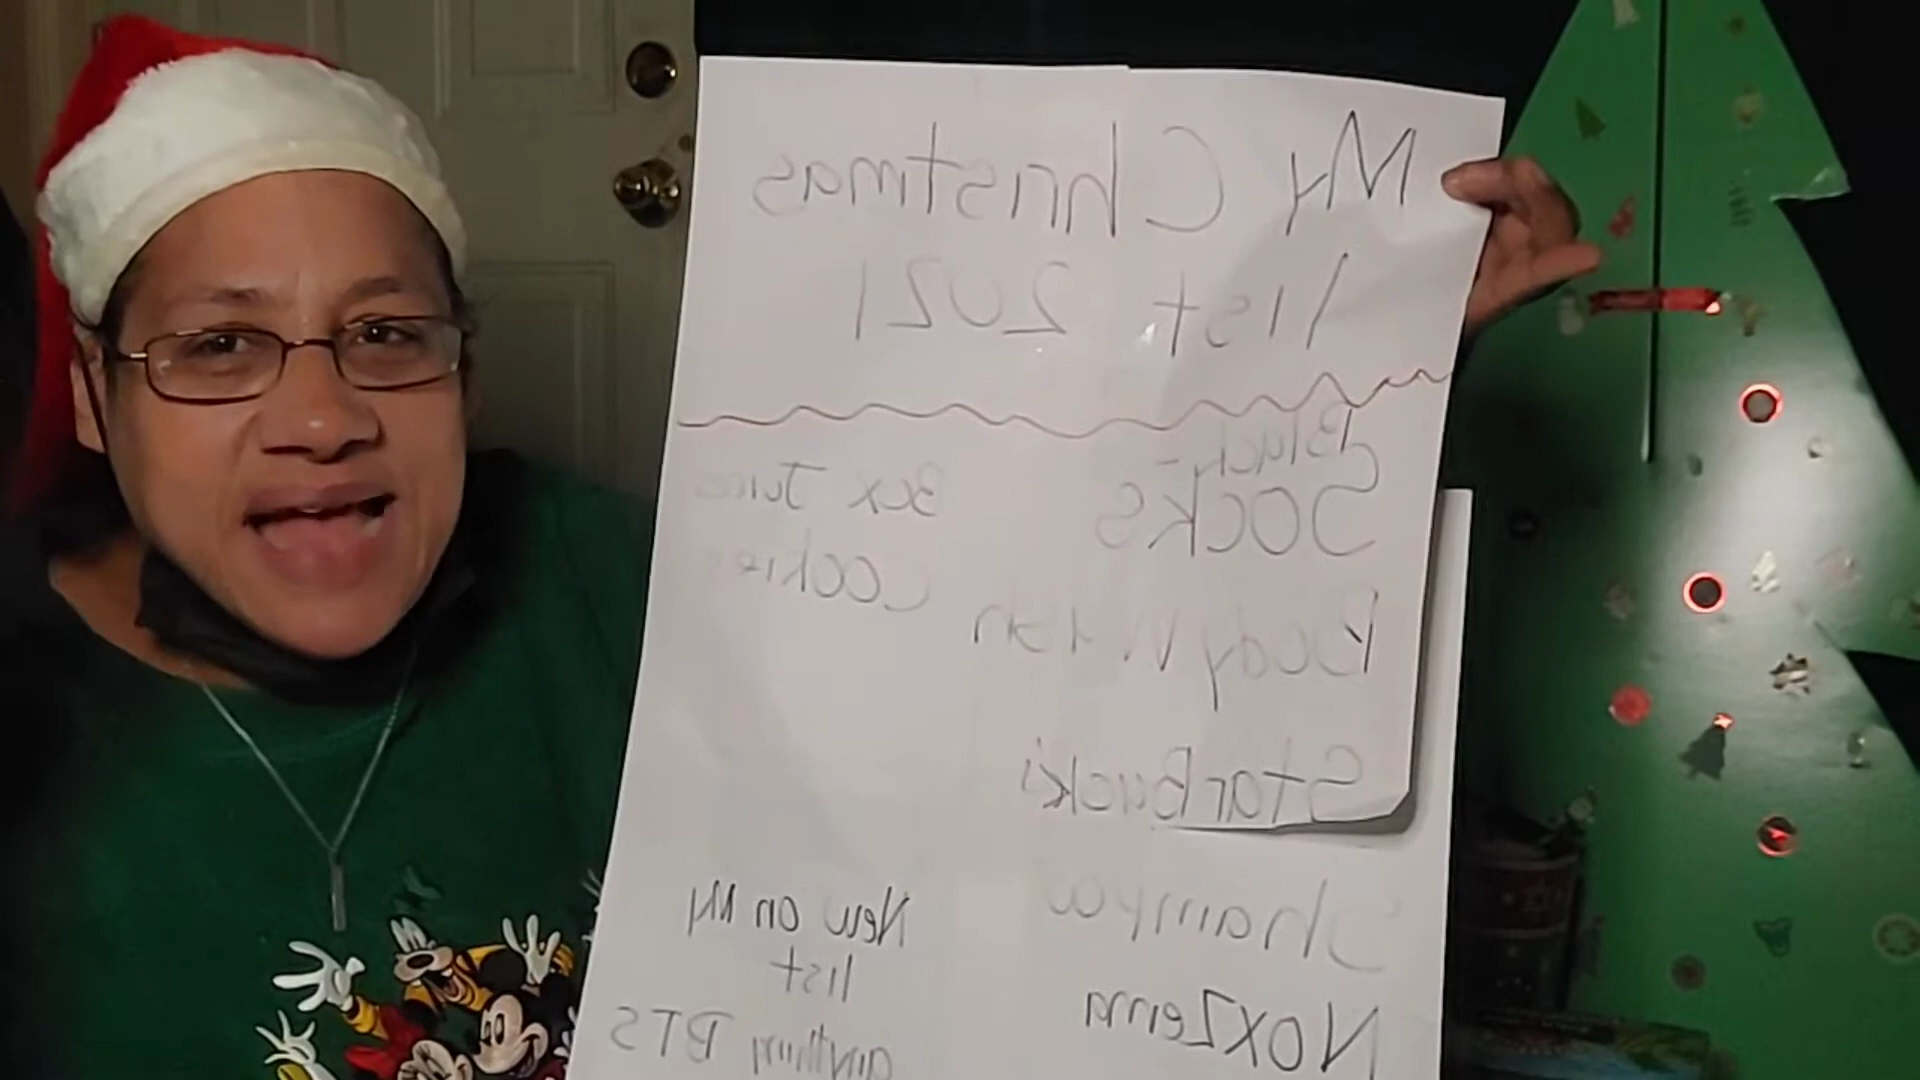 My Christmas
list 2021
Black
Socks
Body Wash
StarBucks
Shampoo
NoxZema
Box Juices
Cookies
New on My
list
anything BTS